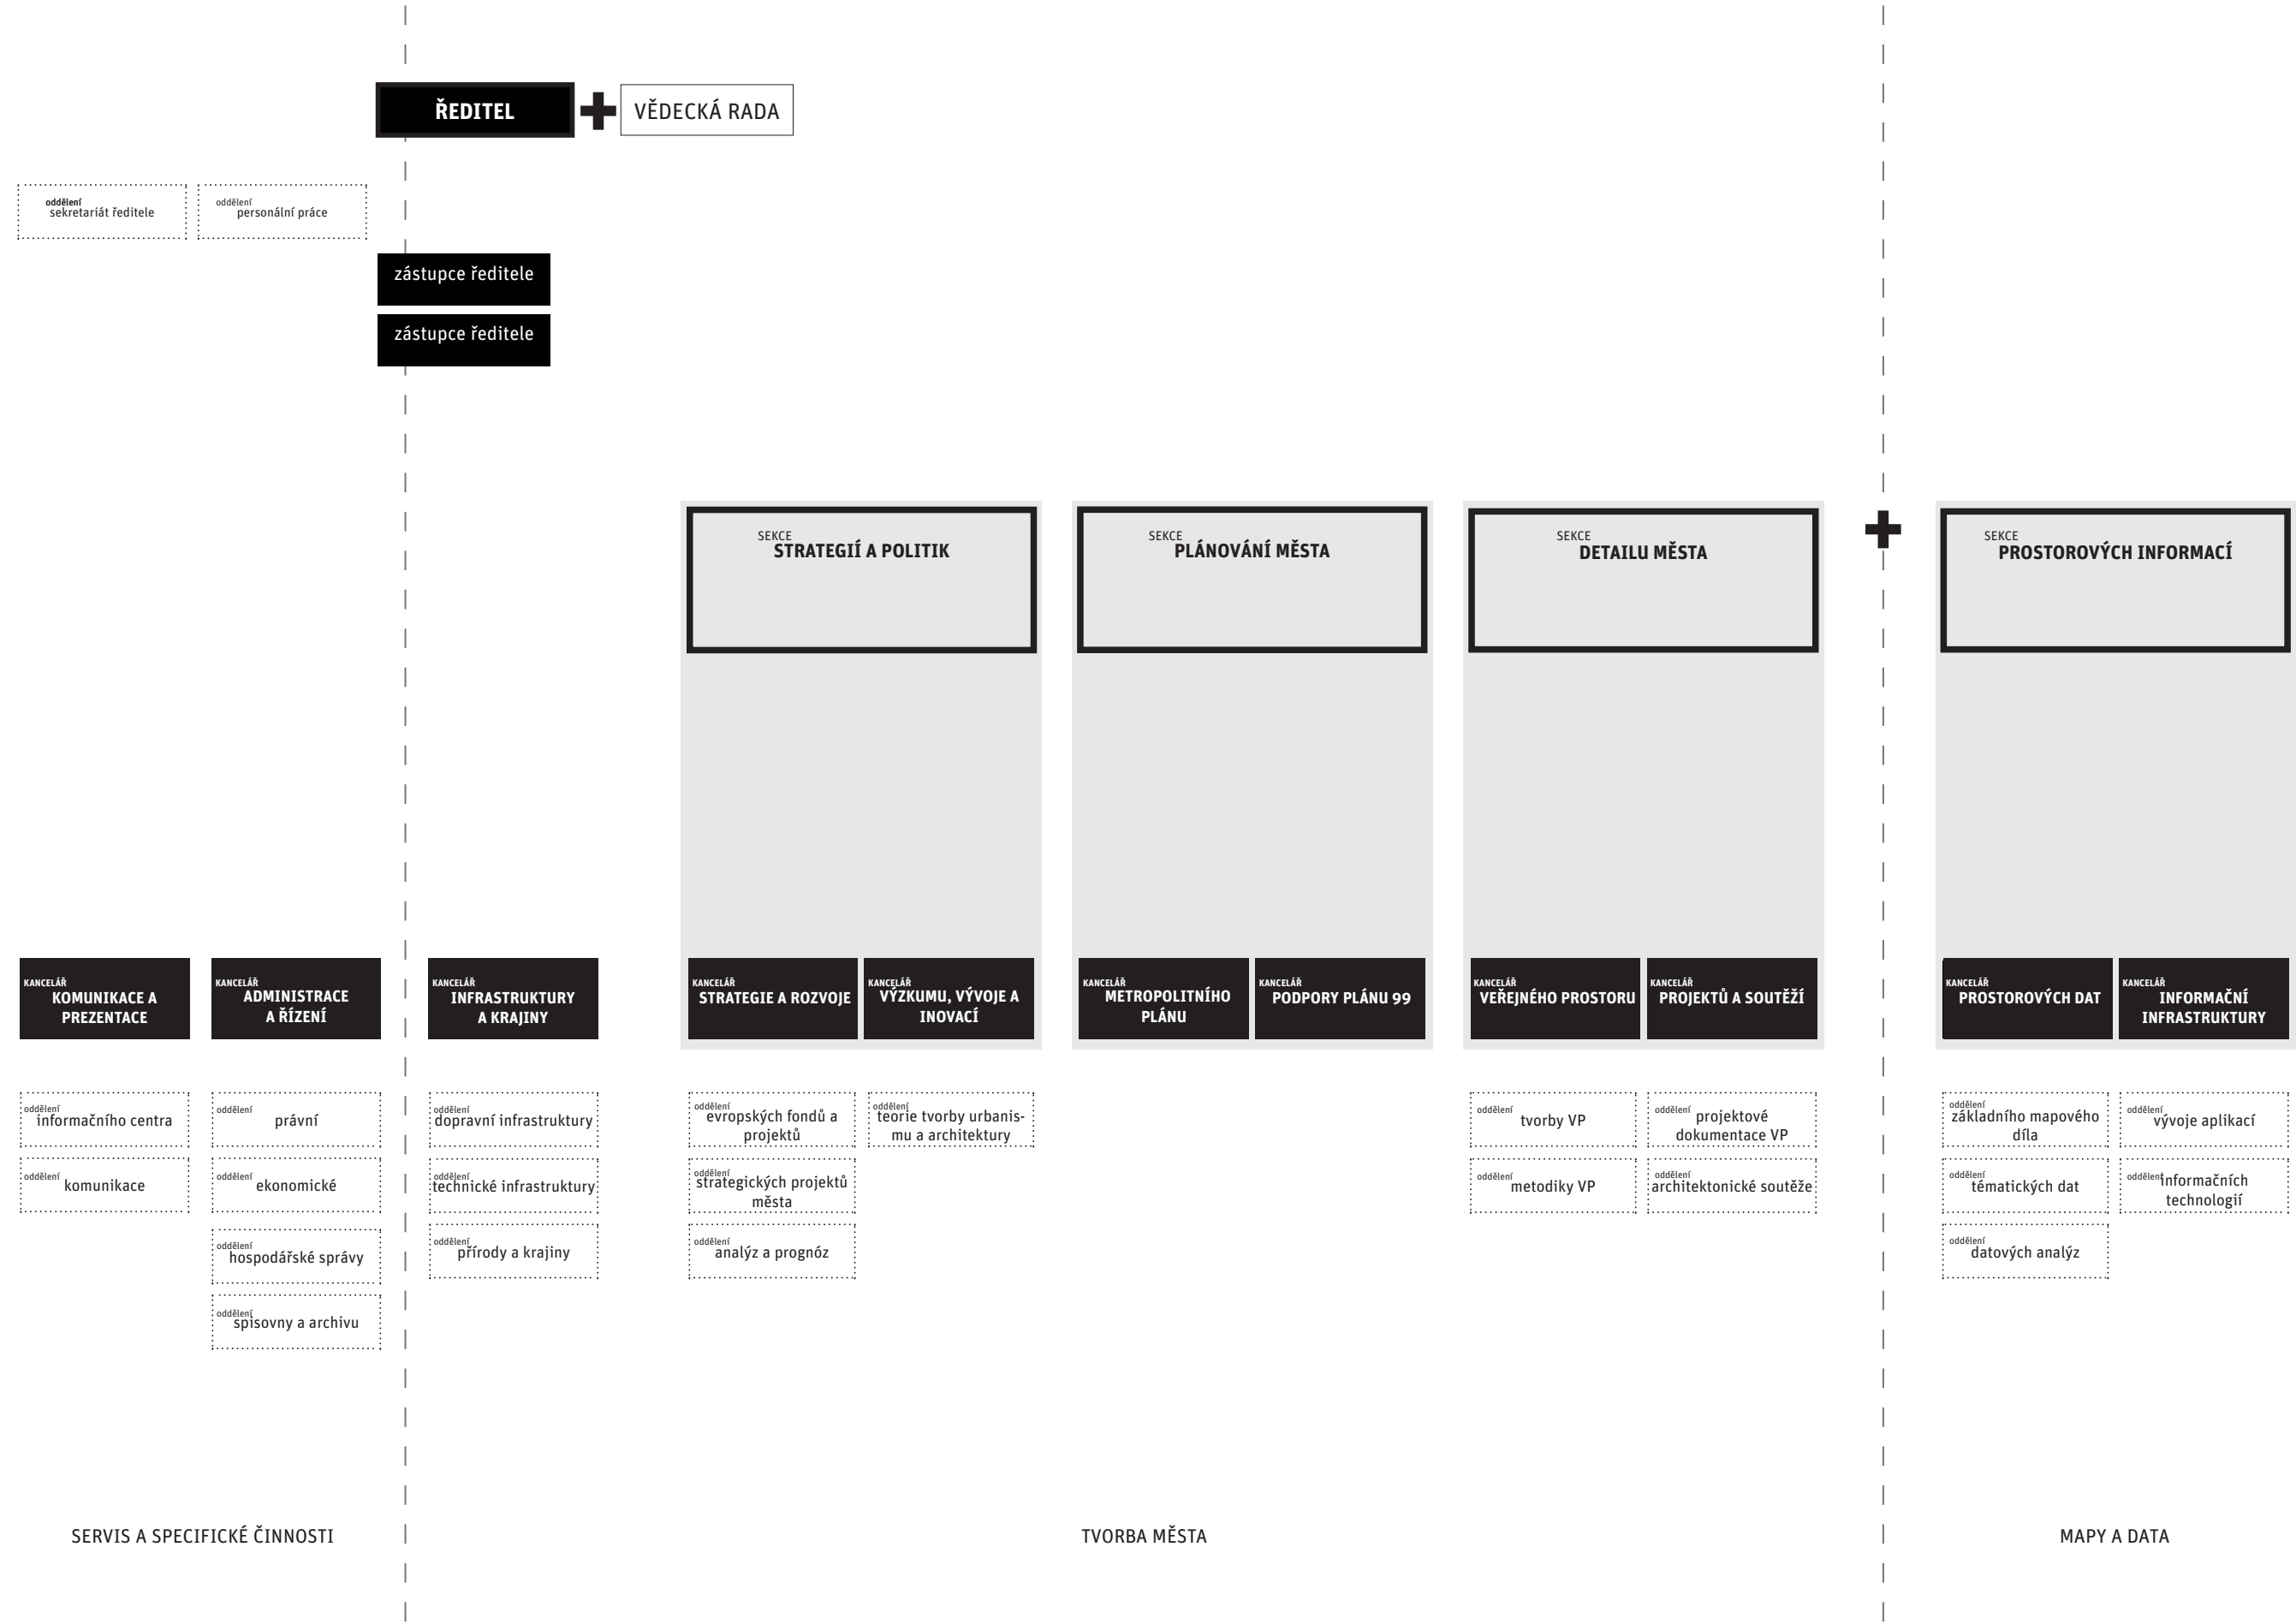 ŘEDITEL
VĚDECKÁ RADA
oddělení
sekretariát ředitele
oddělení
personální práce
zástupce ředitele
zástupce ředitele
SEKCE
STRATEGIÍ A POLITIK
SEKCE
PLÁNOVÁNÍ MĚSTA
SEKCE
DETAILU MĚSTA
SEKCE
PROSTOROVÝCH INFORMACÍ
KANCELÁŘ
KOMUNIKACE A
PREZENTACE
KANCELÁŘ
ADMINISTRACE
A ŘÍZENÍ
KANCELÁŘ
INFRASTRUKTURY
A KRAJINY
KANCELÁŘ
STRATEGIE A ROZVOJE
KANCELÁŘ
VÝZKUMU, VÝVOJE A
INOVACÍ
KANCELÁŘ
METROPOLITNÍHO
PLÁNU
KANCELÁŘ
PODPORY PLÁNU 99
KANCELÁŘ
VEŘEJNÉHO PROSTORU
KANCELÁŘ
PROJEKTŮ A SOUTĚŽÍ
KANCELÁŘ
PROSTOROVÝCH DAT
KANCELÁŘ
INFORMAČNÍ
INFRASTRUKTURY
oddělení
informačního centra
oddělení
komunikace
oddělení
právní
oddělení
ekonomické
oddělení
hospodářské správy
oddělení
spisovny a archivu
oddělení
dopravní infrastruktury
oddělení
technické infrastruktury
oddělení
přírody a krajiny
oddělení
evropských fondů a
projektů
oddělení
strategických projektů
města
oddělení
analýz a prognóz
oddělení
teorie tvorby urbanis-
mu a architektury
oddělení
tvorby VP
oddělení
metodiky VP
oddělení
projektové
dokumentace VP
oddělení
architektonické soutěže
oddělení
základního mapového
díla
oddělení
tématických dat
oddělení
datových analýz
oddělení
vývoje aplikací
oddělení
informačních
technologií
SERVIS A SPECIFICKÉ ČINNOSTI
TVORBA MĚSTA
MAPY A DATA